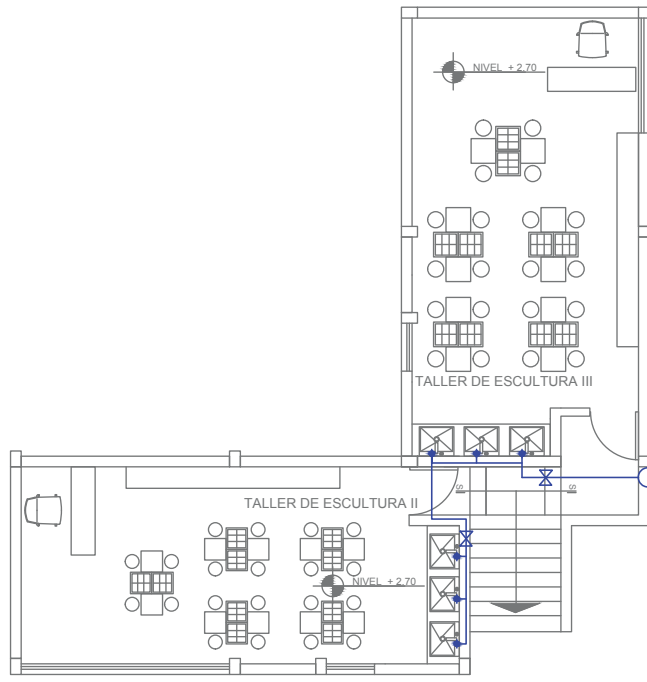 NIVEL + 2.70
TALLER DE ESCULTURA III
TALLER DE ESCULTURA II
S
S
NIVEL + 2.70